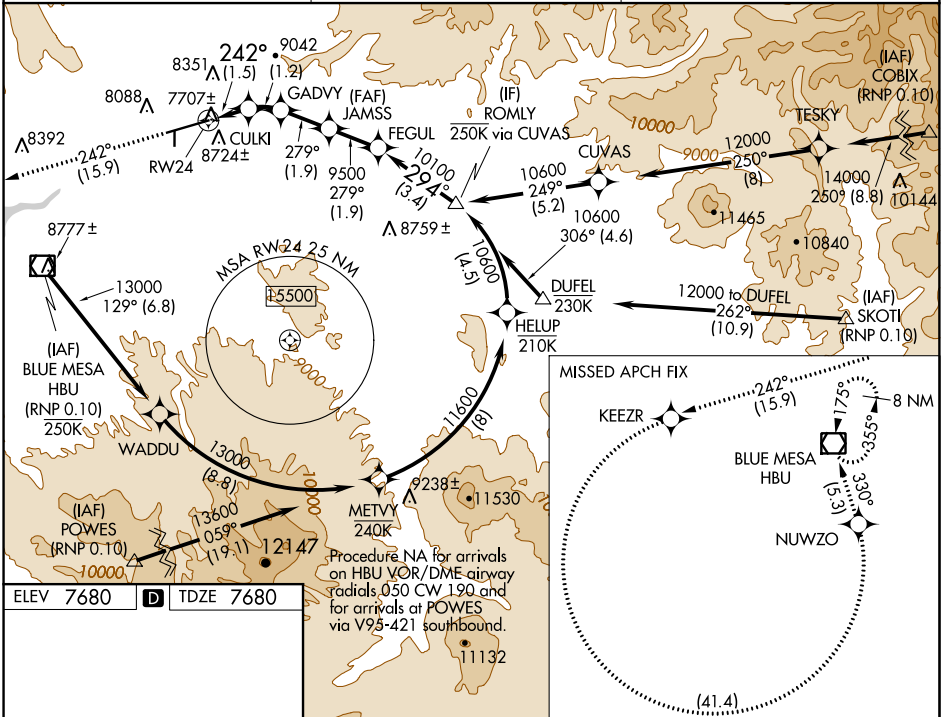 242°
9042
8351
(1.5)
(1.2)
8088
7707±
GADVY
(FAF)
JAMSS
(IF)
ROMLY
250K via CUVAS
(IAF)
COBIX
(RNP 0.10)
TESKY
8392
CULKI
FEGUL
10000
242°
(15.9)
RW24
8724±
279°
(1.9)
9500
279°
(1.9)
10100
294°
(3.4)
CUVAS
9000
12000
250°
(8)
10600
249°
(5.2)
14000
250° (8.8)
10144
8777±
8759±
10600
306° (4.6)
11465
10840
MSA RW24 25 NM
15500
9000
10600
(4.5)
13000
129° (6.8)
DUFEL
230K
12000 to DUFEL
262°
(10.9)
(IAF)
SKOTI
(RNP 0.10)
HELUP
210K
(IAF)
BLUE MESA
HBU
(RNP 0.10)
250K
WADDU
13000
(8.8)
11600
(8)
10000
METVY
240K
9238±
11530
(IAF)
POWES
(RNP 0.10)
13600
059°
(19.1)
12147
10000
Procedure NA for arrivals
on HBU VOR/DME airway
radials 050 CW 190 and
for arrivals at POWES
via V95-421 southbound.
11132
ELEV 7680
D
TDZE 7680
MISSED APCH FIX
242°
(15.9)
KEEZR
175°
8 NM
355°
BLUE MESA
HBU
330°
(5.3)
NUWZO
(41.4)